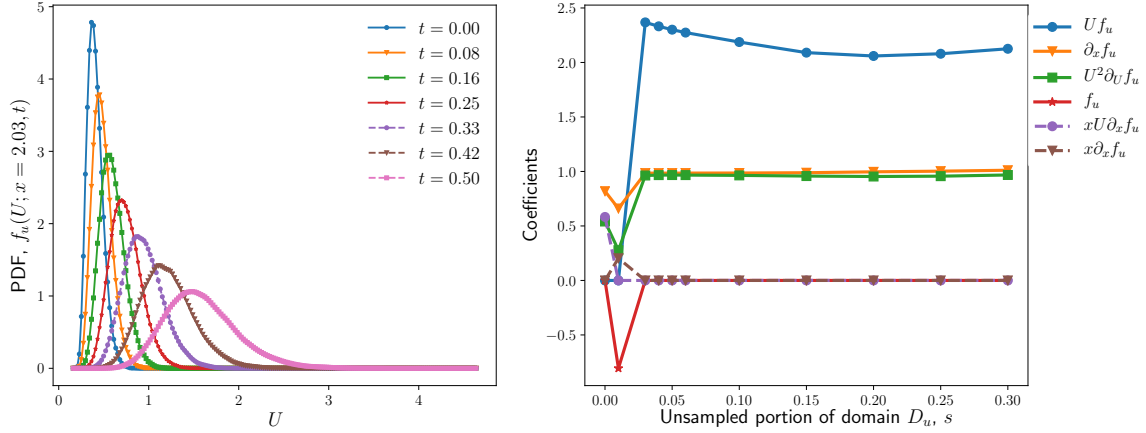 5
4
3
2
1
0
PDF, $f_u(U; x = 2.03, t)$
0
1
2
3
4
$U$
$t = 0.00$
$t = 0.08$
$t = 0.16$
$t = 0.25$
$t = 0.33$
$t = 0.42$
$t = 0.50$
2.5
2.0
1.5
1.0
0.5
0.0
−0.5
Coefficients
0.00
0.05
0.10
0.15
0.20
0.25
0.30
Unsampled portion of domain $D_u$, $s$
$U f_u$
$\partial_x f_u$
$U^2 \partial_U f_u$
$f_u$
$xU\partial_x f_u$
$x\partial_x f_u$